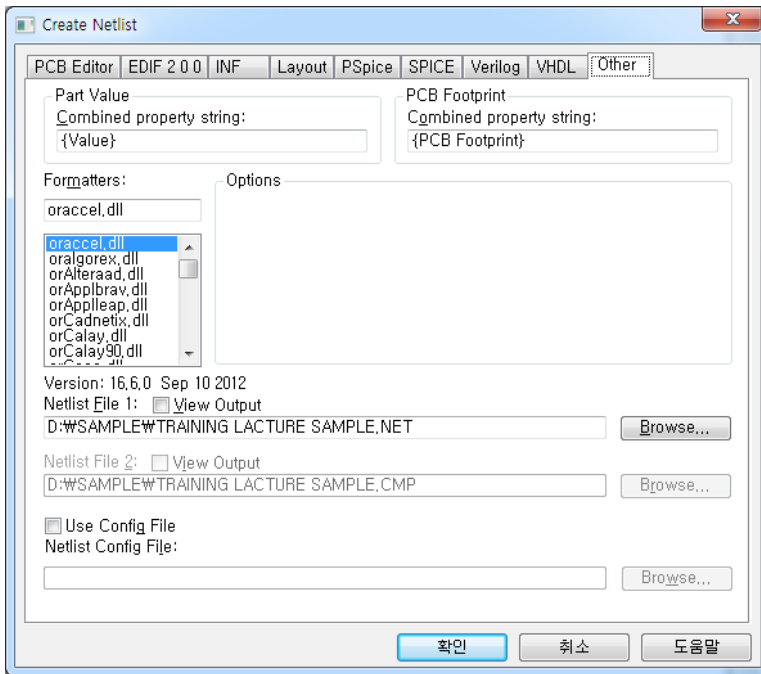 Create Netlist
PCB Editor EDIF 2 0 0 INF Layout PSpice SPICE Verilog VHDL Other
Part Value
Combined property string:
{Value}
PCB Footprint
Combined property string:
{PCB Footprint}
Formatters:
oraccel,dll
oraccel,dll
oralgorex,dll
orAlteraad,dll
orApplbrav,dll
orApplleap,dll
orCadnetix,dll
orCalay,dll
orCalay90,dll
Options
Version: 16,6,0 Sep 10 2012
Netlist File 1: View Output
D:₩SAMPLE₩TRAINING LACTURE SAMPLE,NET
Browse,,,
Netlist File 2: View Output
D:₩SAMPLE₩TRAINING LACTURE SAMPLE,CMP
Browse,,,
Use Config File
Netlist Config File:
Browse,,,
확인 취소 도움말